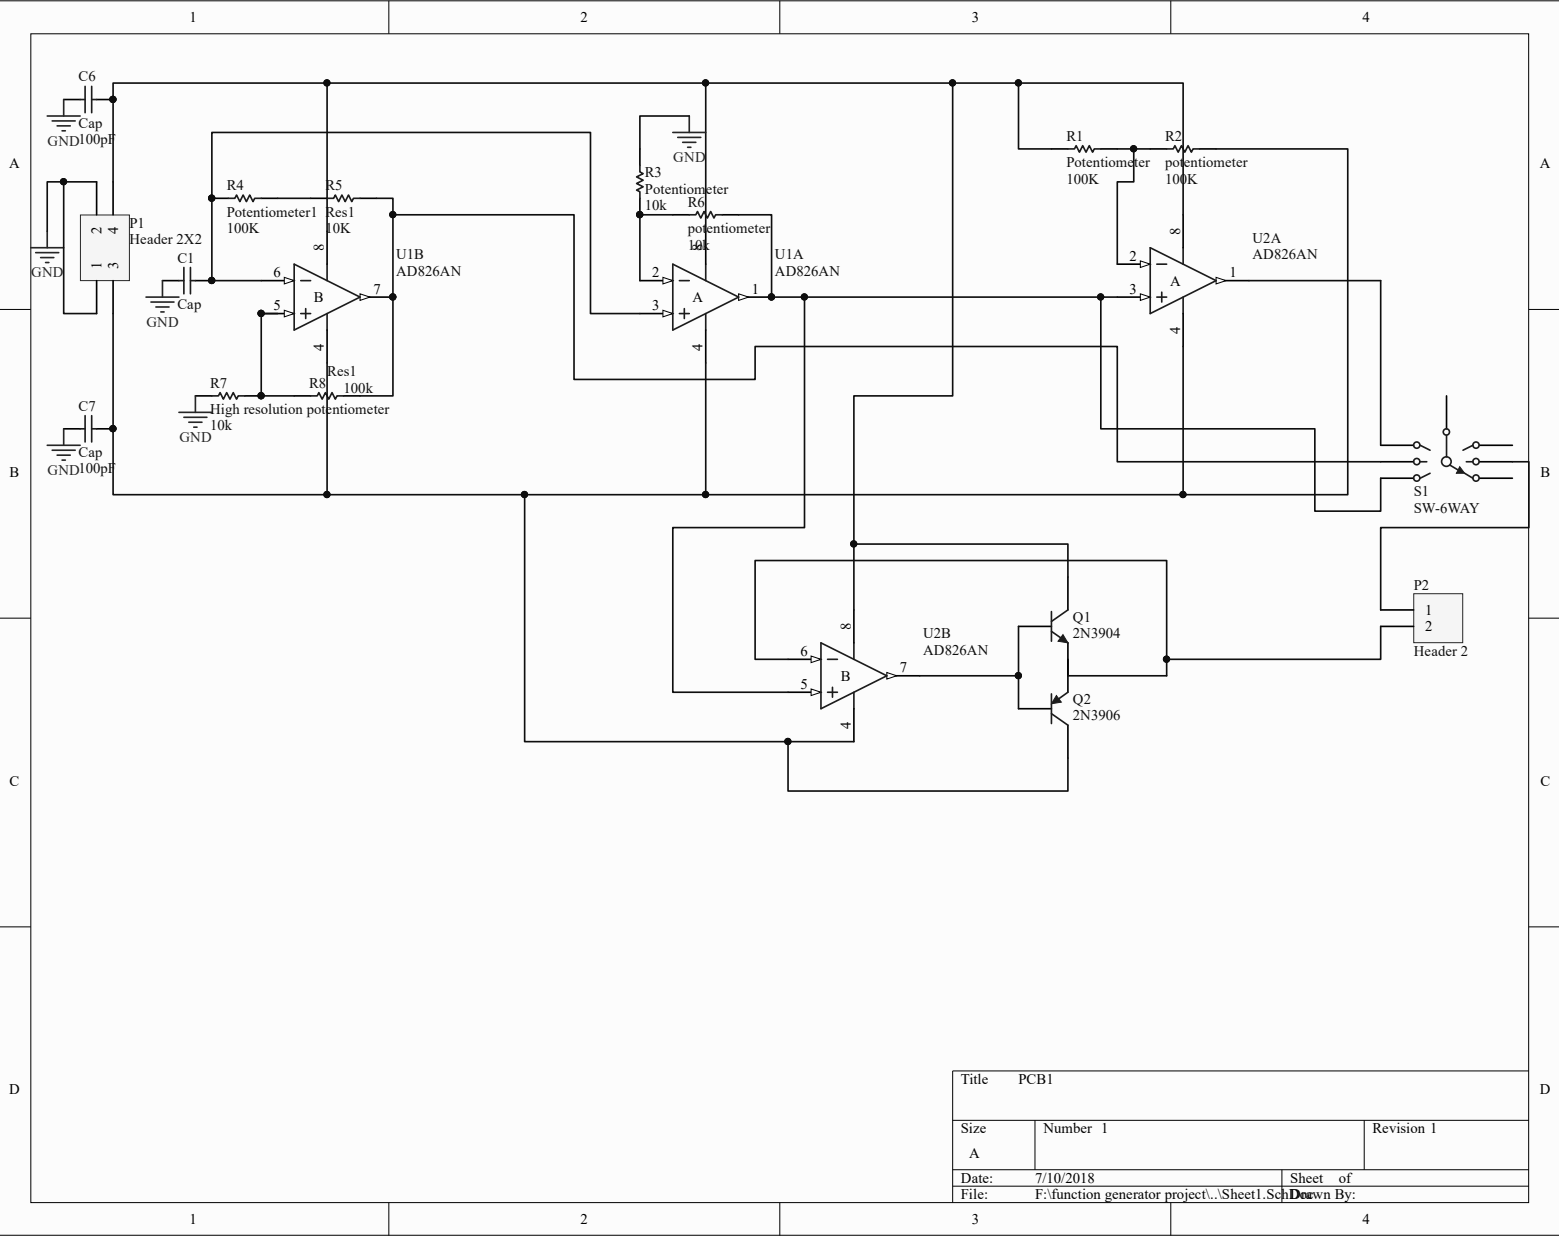 1 2 3 4
C6
Cap
GND 100pF
A
A
GND
R1
Potentiometer
100K
R2
potentiometer
100K
R3
Potentiometer
10k
R4
Potentiometer1
100K
R5
Res1
10K
R6
potentiometer
10k
P1
Header 2X2
2 4
1 3
GND
C1
Cap
GND
8
6
5
B
7
4
U1B
AD826AN
8
2
3
A
1
4
U1A
AD826AN
8
2
3
A
1
4
U2A
AD826AN
R7
High resolution potentiometer
10k
GND
R8
Res1
100k
C7
Cap
GND 100pF
B
B
S1
SW-6WAY
P2
1
2
Header 2
8
6
5
B
7
4
U2B
AD826AN
Q1
2N3904
Q2
2N3906
C
C
D
D
Title PCB1
Size
A
Number 1
Revision 1
Date: 7/10/2018
Sheet of
File: F:\function generator project\..\Sheet1.SchDoc
Drawn By:
1 2 3 4